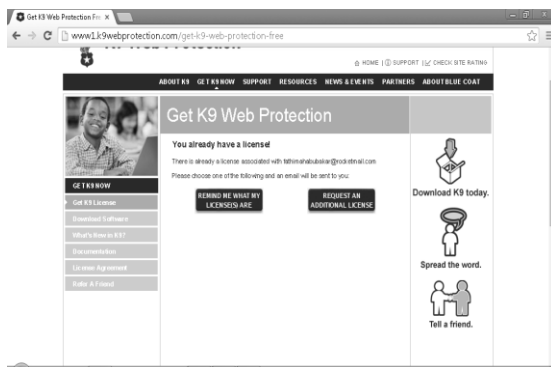 Get K9 Web Protection Fre
www1.k9webprotection.com/get-k9-web-protection-free
HOME | SUPPORT | CHECK SITE RATING
ABOUT K9 GET K9 NOW SUPPORT RESOURCES NEWS & EVENTS PARTNERS ABOUT BLUE COAT
Get K9 Web Protection
You already have a license!
There is already a license associated with fathimahabubakar@rocketmail.com
Please choose one of the following and an email will be sent to you:
REMIND ME WHAT MY
LICENSE(S) ARE
REQUEST AN
ADDITIONAL LICENSE
GET K9 NOW
Get K9 License
Download Software
What's New in K9?
Documentation
License Agreement
Refer A Friend
Download K9 today.
Spread the word.
Tell a friend.